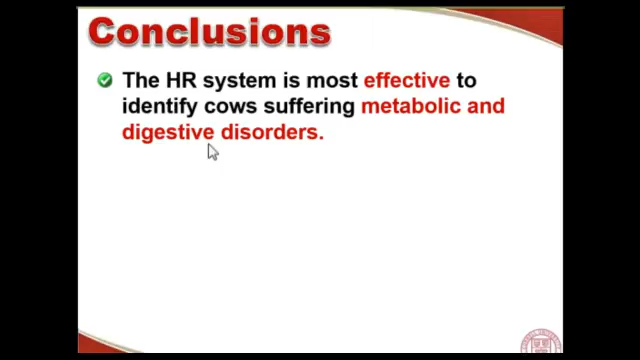 Conclusions
The HR system is most effective to
identify cows suffering metabolic and
digestive disorders.